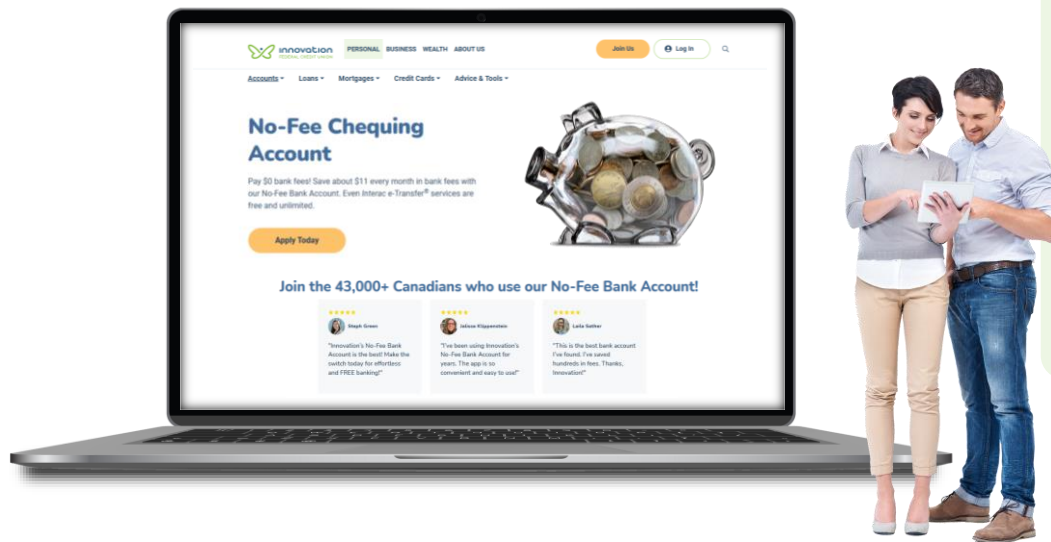 innovation
FEDERAL CREDIT UNION
PERSONAL BUSINESS WEALTH ABOUT US
Join Us
Log In
Accounts
Loans
Mortgages
Credit Cards
Advice & Tools
No-Fee Chequing
Account
Pay $0 bank fees! Save about $11 every month in bank fees with
our No-Fee Bank Account. Even Interac e-Transfer® services are
free and unlimited.
Apply Today
Join the 43,000+ Canadians who use our No-Fee Bank Account!
Steph Green
"Innovation's No-Fee Bank
Account is the best! Make the
switch today for effortless
and FREE banking!"
Jalissa Klippenstein
"I've been using Innovation's
No-Fee Bank Account for
years. The app is so
convenient and easy to use!"
Laila Sather
"This is the best bank account
I've found. I've saved
hundreds in fees. Thanks,
Innovation!"